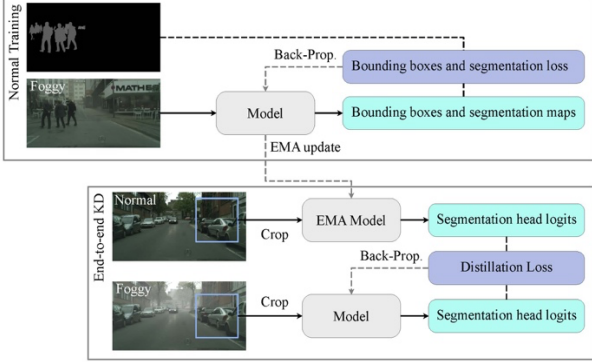 Normal Training
Foggy
MATHE
Back-Prop.
Bounding boxes and segmentation loss
Model
Bounding boxes and segmentation maps
EMA update
End-to-end KD
Normal
Crop
EMA Model
Segmentation head logits
Back-Prop.
Distillation Loss
Foggy
Crop
Model
Segmentation head logits